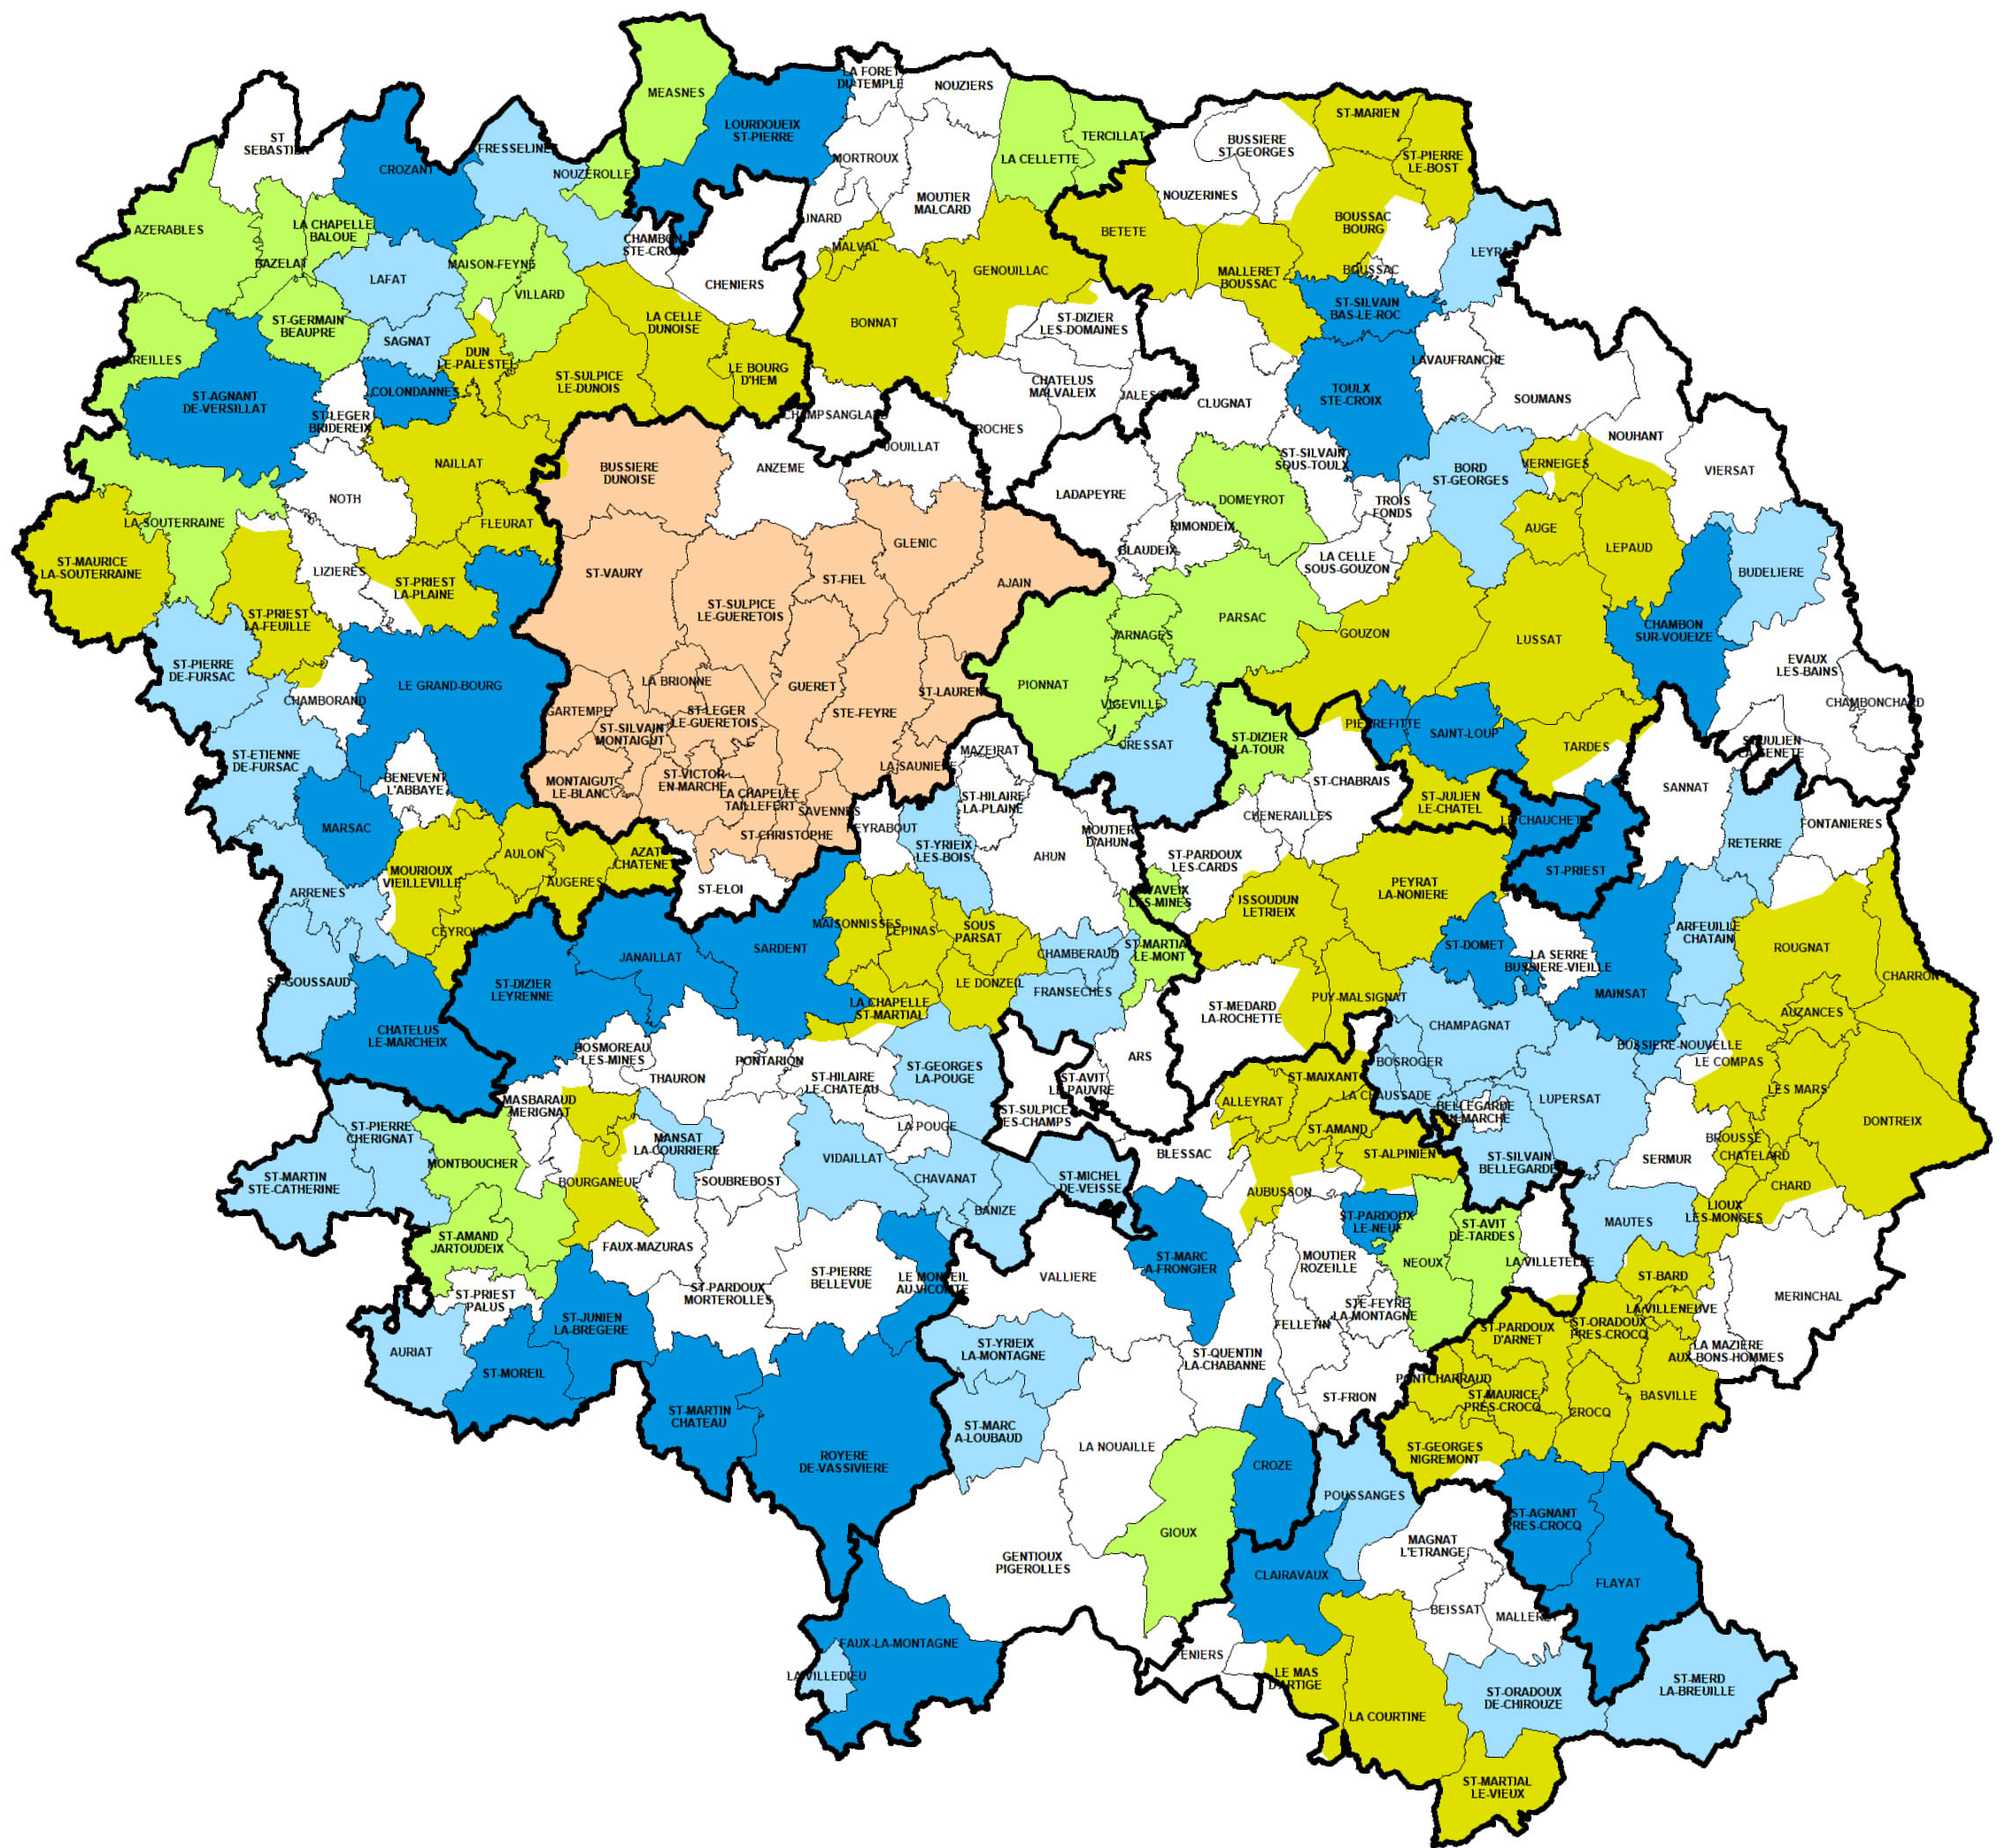 MEASNES
LA FORET
DU-TEMPLE
NOUZIERS
LOURDOUEIX
ST-PIERRE
ST
SEBASTIEN
CROZANT
FRESSELINE
NOUZEROLLE
MORTROUX
LA CELLETTE
TERCILLAT
BUSSIERE
ST-GEORGES
ST-MARIEN
ST-PIERRE
LE-BOST
NOUZERINES
MOUTIER
MALCARD
AZERABLES
LA CHAPELLE
BALOUE
BAZELAT
LAFAT
MAISON-FEYNE
VILLARD
CHAMBON
STE-CROI
CHENIERS
INARD
MALVAL
GENOUILLAC
BETETE
MALLERET
BOUSSAC
BOUSSAC
BOURG
BOUSSAC
LEYRA
ST-SILVAIN
BAS-LE-ROC
AREILLES
ST-GERMAIN
BEAUPRE
SAGNAT
DUN
LE-PALESTEL
LA CELLE
DUNOISE
BONNAT
ST-DIZIER
LES-DOMAINES
ST-SULPICE
LE-DUNOIS
LE BOURG
D'HEM
CHATELUS
MALVALEIX
JALES
CLUGNAT
TOULX
STE-CROIX
LAVAUFRANCHE
SOUMANS
NOUHANT
VIERSAT
ST-AGNANT
DE-VERSILLAT
COLONDANNES
ST-LEGER
BRIDEREIX
CHAMPSANGLARD
JOUILLAT
ROCHES
NAILLAT
NOTH
BUSSIERE
DUNOISE
ANZEME
LADAPEYRE
DOMEYROT
ST-SILVAIN
SOUS-TOULX
BORD
ST-GEORGES
VERNEIGES
TROIS
FONDS
LA SOUTERRAINE
FLEURAT
GLENIC
BLAUDEIX
RIMONDEIX
LA CELLE
SOUS-GOUZON
AUGE
LEPAUD
BUDELIERE
ST-MAURICE
LA-SOUTERRAINE
LIZIERES
ST-PRIEST
LA-PLAINE
ST-VAURY
ST-FIEL
AJAIN
ST-SULPICE
LE-GUERETOIS
ST-PRIEST
LA-FEUILLE
JARNAGES
PARSAC
GOUZON
LUSSAT
CHAMBON
SUR-VOUEIZE
EVAUX
LES-BAINS
CHAMBONCHARD
ST-PIERRE
DE-FURSAC
CHAMBORAND
LE GRAND-BOURG
LA BRIONNE
GUERET
ST-LAURENT
PIONNAT
VIGEVILLE
GARTEMPE
ST-SILVAIN
MONTAIGUT
ST-LEGER
LE-GUERETOIS
STE-FEYRE
CRESSAT
ST-DIZIER
LA-TOUR
PIERREFITTE
SAINT-LOUP
TARDES
ST-JULIEN
LA-GENETE
ST-ETIENNE
DE-FURSAC
BENEVENT
L'ABBAYE
MONTAIGUT
LE-BLANC
ST-VICTOR
EN-MARCHE
LA CHAPELLE
TAILLEFERT
LA-SAUNIERE
MAZEIRAT
ST-HILAIRE
LA-PLAINE
ST-CHABRAIS
CHENERAILLES
ST-JULIEN
LE-CHATEL
LE CHAUCHET
SANNAT
RETERRE
FONTANIERES
MARSAC
SAVENNES
ST-CHRISTOPHE
PEYRABOUT
ST-YRIEIX
LES-BOIS
AHUN
MOUTIER
D'AHUN
ST-PARDOUX
LES-CARDS
ST-PRIEST
MOURIOUX
VIEILLEVILLE
AULON
AUGERES
AZAT
CHATENET
ST-ELOI
ARRENES
CEYROUX
LAVAVEIX
LES-MINES
ISSOUDUN
LETRIEIX
PEYRAT
LA-NONIERE
JANAILLAT
SARDENT
MAISONNISSES
LEPINAS
SOUS
PARSAT
CHAMBERAUD
ST-MARTIAL
LE-MONT
ST-DOMET
LA SERRE
BUSSIERE-VIEILLE
ARFEUILLE
CHATAIN
ROUGNAT
CHARRON
ST-GOUSSAUD
ST-DIZIER
LEYRENNE
LE DONZEIL
FRANSECHES
ST-MEDARD
LA-ROCHETTE
PUY-MALSIGNAT
MAINSAT
AUZANCES
CHATELUS
LE-MARCHEIX
LA CHAPELLE
ST-MARTIAL
CHAMPAGNAT
BUSSIERE-NOUVELLE
LE COMPAS
BOSMOREAU
LES-MINES
PONTARION
THAURON
ST-HILAIRE
LE-CHATEAU
ST-GEORGES
LA-POUGE
ARS
ST-AVIT
LE-PAUVRE
ST-MAIXANT
BOSROGER
LA CHAUSSADE
LES MARS
MASBARAUD
MERIGNAT
ST-SULPICE
LES-CHAMPS
ALLEYRAT
BELLEGARDE
EN-MARCHE
LUPERSAT
DONTREIX
ST-PIERRE
CHERIGNAT
MANSAT
LA-COURRIERE
LA POUGE
ST-AMAND
BROUSSE
CHATELARD
MONTBOUCHER
VIDAILLAT
BLESSAC
ST-ALPINIEN
ST-SILVAIN
BELLEGARDE
SERMUR
ST-MARTIN
STE-CATHERINE
BOURGANEUF
SOUBREBOST
CHAVANAT
ST-MICHEL
DE-VEISSE
AUBUSSON
CHARD
BANIZE
ST-PARDOUX
LE-NEUF
ST-AVIT
DE-TARDES
MAUTES
LIOUX
LES-MONGES
ST-AMAND
JARTOUDEIX
FAUX-MAZURAS
ST-PIERRE
BELLEVUE
LE MONTEIL
AU-VICOMTE
VALLIERE
ST-MARC
A-FRONGIER
MOUTIER
ROZEILLE
NEOUX
LA-VILLETELLE
ST-BARD
MERINCHAL
ST-PRIEST
PALUS
ST-PARDOUX
MORTEROLLES
STE-FEYRE
LA-MONTAGNE
LA-VILLENEUVE
ST-JUNIEN
LA-BREGERE
FELLETIN
ST-PARDOUX
D'ARNET
ST-ORADOUX
PRES-CROCQ
AURIAT
ST-MOREIL
ST-YRIEIX
LA-MONTAGNE
ST-QUENTIN
LA-CHABANNE
LA MAZIERE
AUX-BONS-HOMMES
PONTCHARRAUD
ST-FRION
ST-MAURICE
PRES-CROCQ
CROCQ
BASVILLE
ST-MARTIN
CHATEAU
ST-MARC
A-LOUBAUD
LA NOUAILLE
ST-GEORGES
NIGREMONT
ROYERE
DE-VASSIVIERE
CROZE
POUSSANGES
ST-AGNANT
PRES-CROCQ
GIOUX
MAGNAT
L'ETRANGE
GENTIOUX
PIGEROLLES
CLAIRAVAUX
FLAYAT
BEISSAT
MALLERET
FAUX-LA-MONTAGNE
LA VILLEDIEU
FENIERS
LE MAS
D'ARTIGE
ST-ORADOUX
DE-CHIROUZE
ST-MERD
LA-BREUILLE
LA COURTINE
ST-MARTIAL
LE-VIEUX